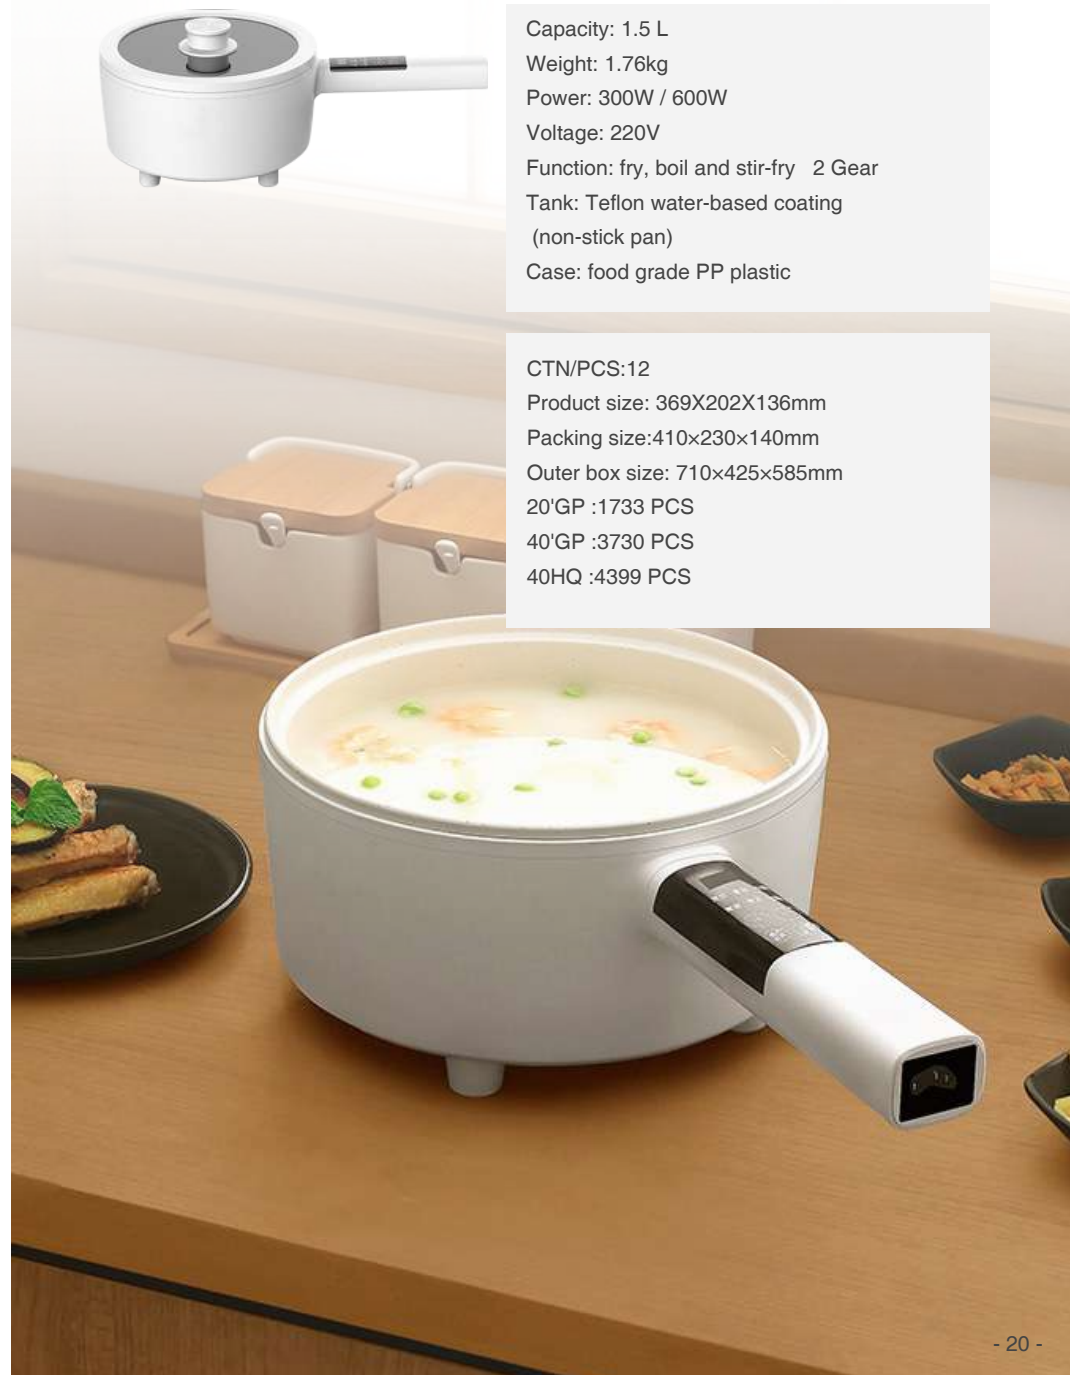 Capacity: 1.5 L
Weight: 1.76kg
Power: 300W / 600W
Voltage: 220V
Function: fry, boil and stir-fry   2 Gear
Tank: Teflon water-based coating
(non-stick pan)
Case: food grade PP plastic
CTN/PCS:12
Product size: 369X202X136mm
Packing size:410×230×140mm
Outer box size: 710×425×585mm
20'GP :1733 PCS
40'GP :3730 PCS
40HQ :4399 PCS
- 20 -